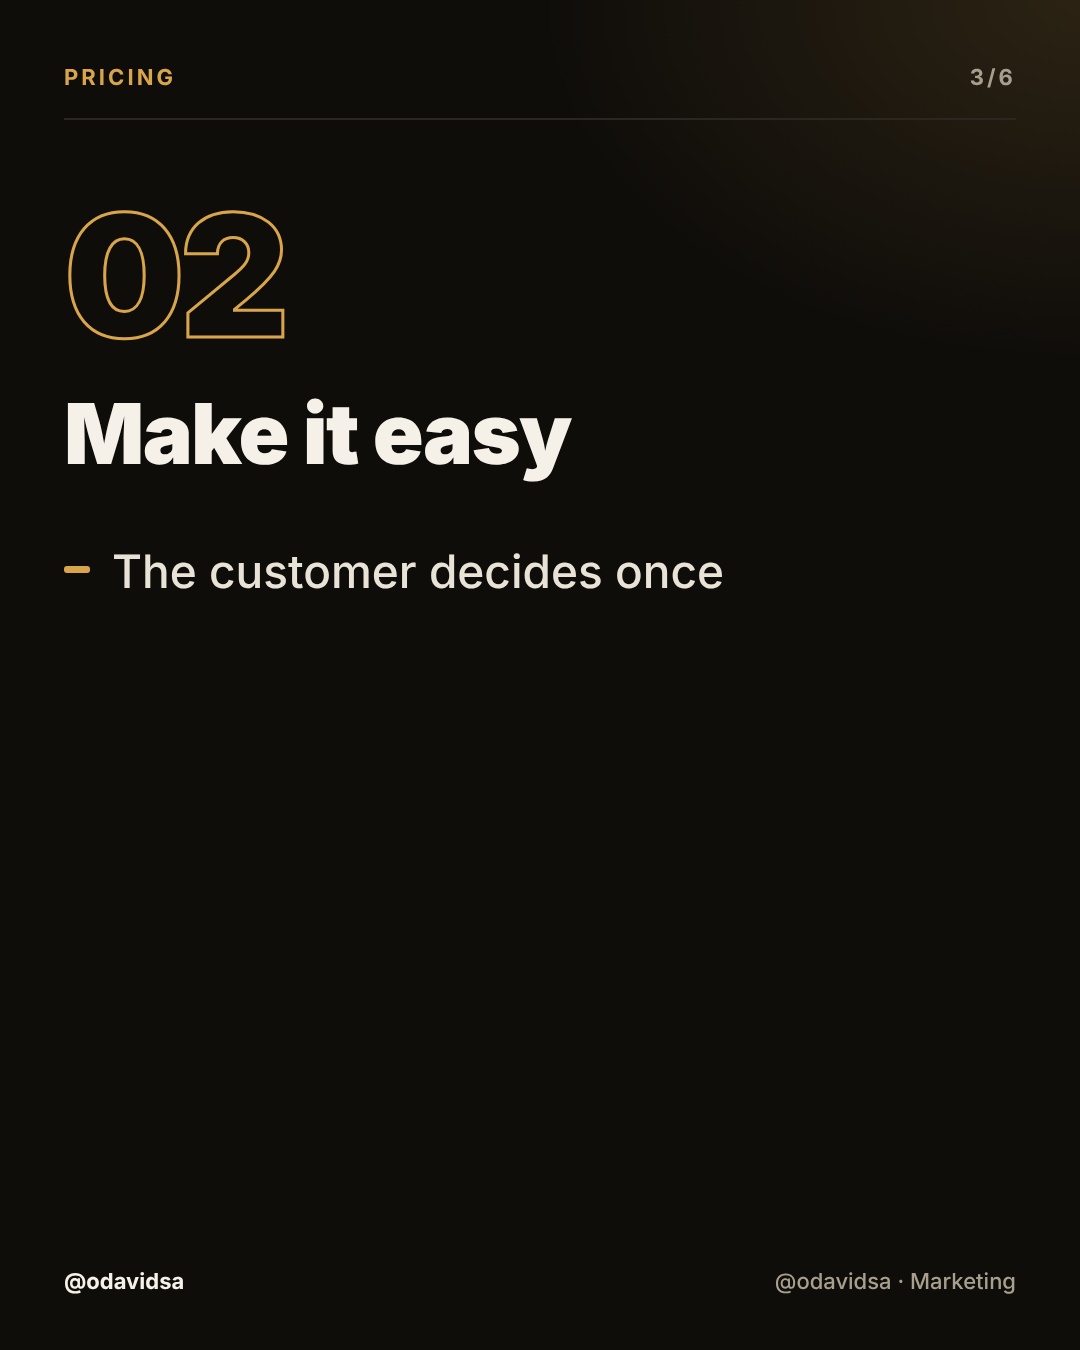 PRICING
3/6
02
Make it easy
– The customer decides once
@odavidsa
@odavidsa · Marketing